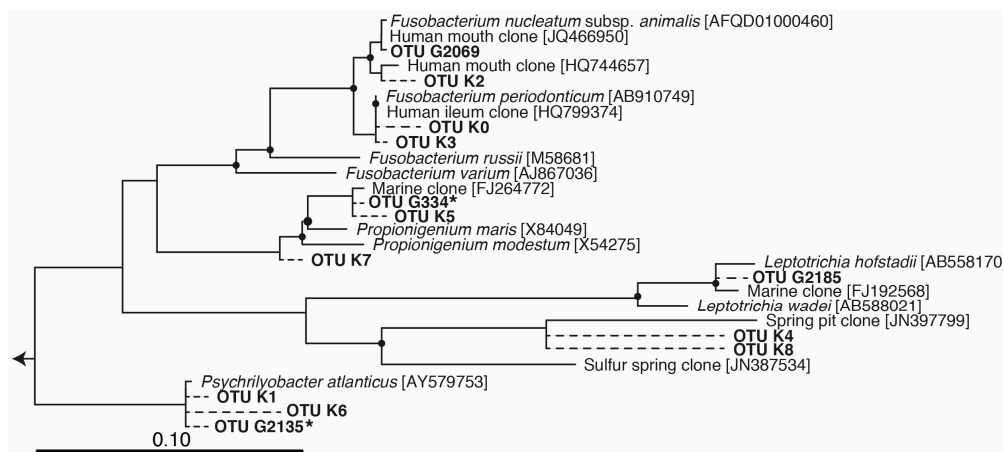 Fusobacterium nucleatum subsp. animalis [AFQD01000460]
Human mouth clone [JQ466950]
OTU G2069
Human mouth clone [HQ744657]
OTU K2
Fusobacterium periodonticum [AB910749]
Human ileum clone [HQ799374]
OTU K0
OTU K3
Fusobacterium russii [M58681]
Fusobacterium varium [AJ867036]
Marine clone [FJ264772]
OTU G334*
OTU K5
Propionigenium maris [X84049]
Propionigenium modestum [X54275]
OTU K7
Leptotrichia hofstadii [AB558170
OTU G2185
Marine clone [FJ192568]
Leptotrichia wadei [AB588021]
Spring pit clone [JN397799]
OTU K4
OTU K8
Sulfur spring clone [JN387534]
Psychrilyobacter atlanticus [AY579753]
OTU K1
OTU K6
OTU G2135*
0.10